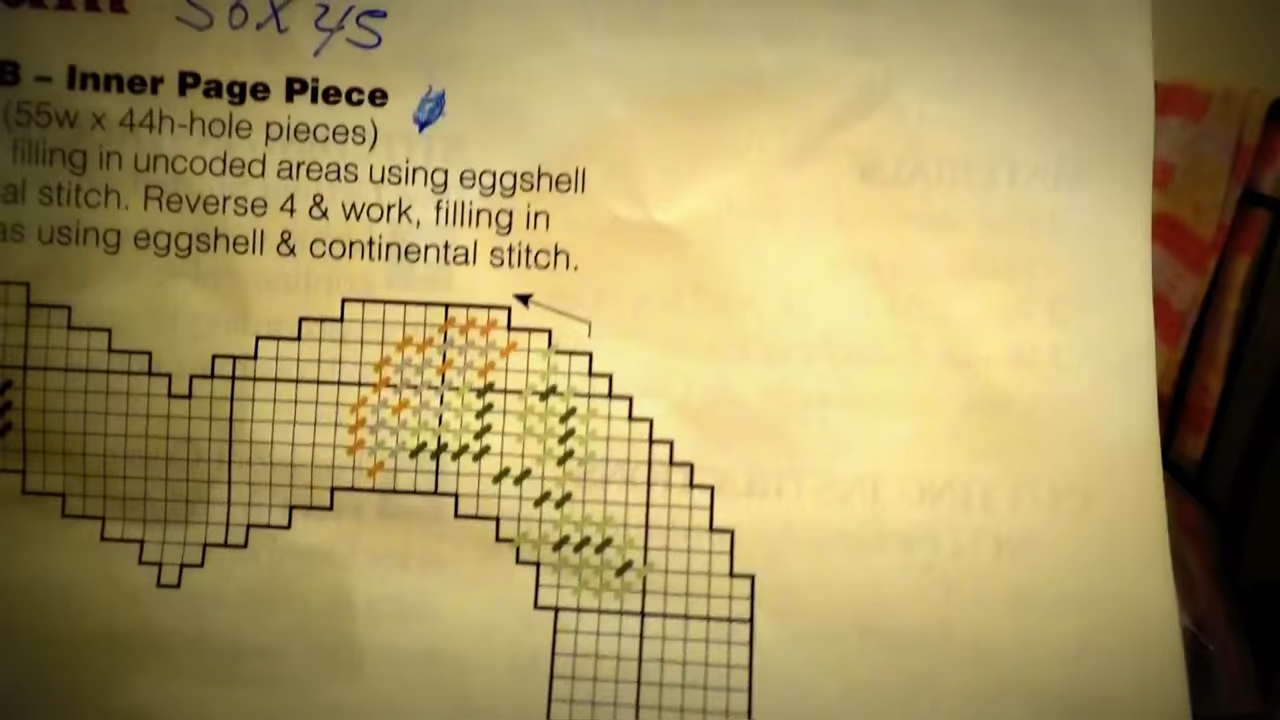 56x45
B – Inner Page Piece
(55w x 44h-hole pieces)
filling in uncoded areas using eggshell
al stitch. Reverse 4 & work, filling in
as using eggshell & continental stitch.